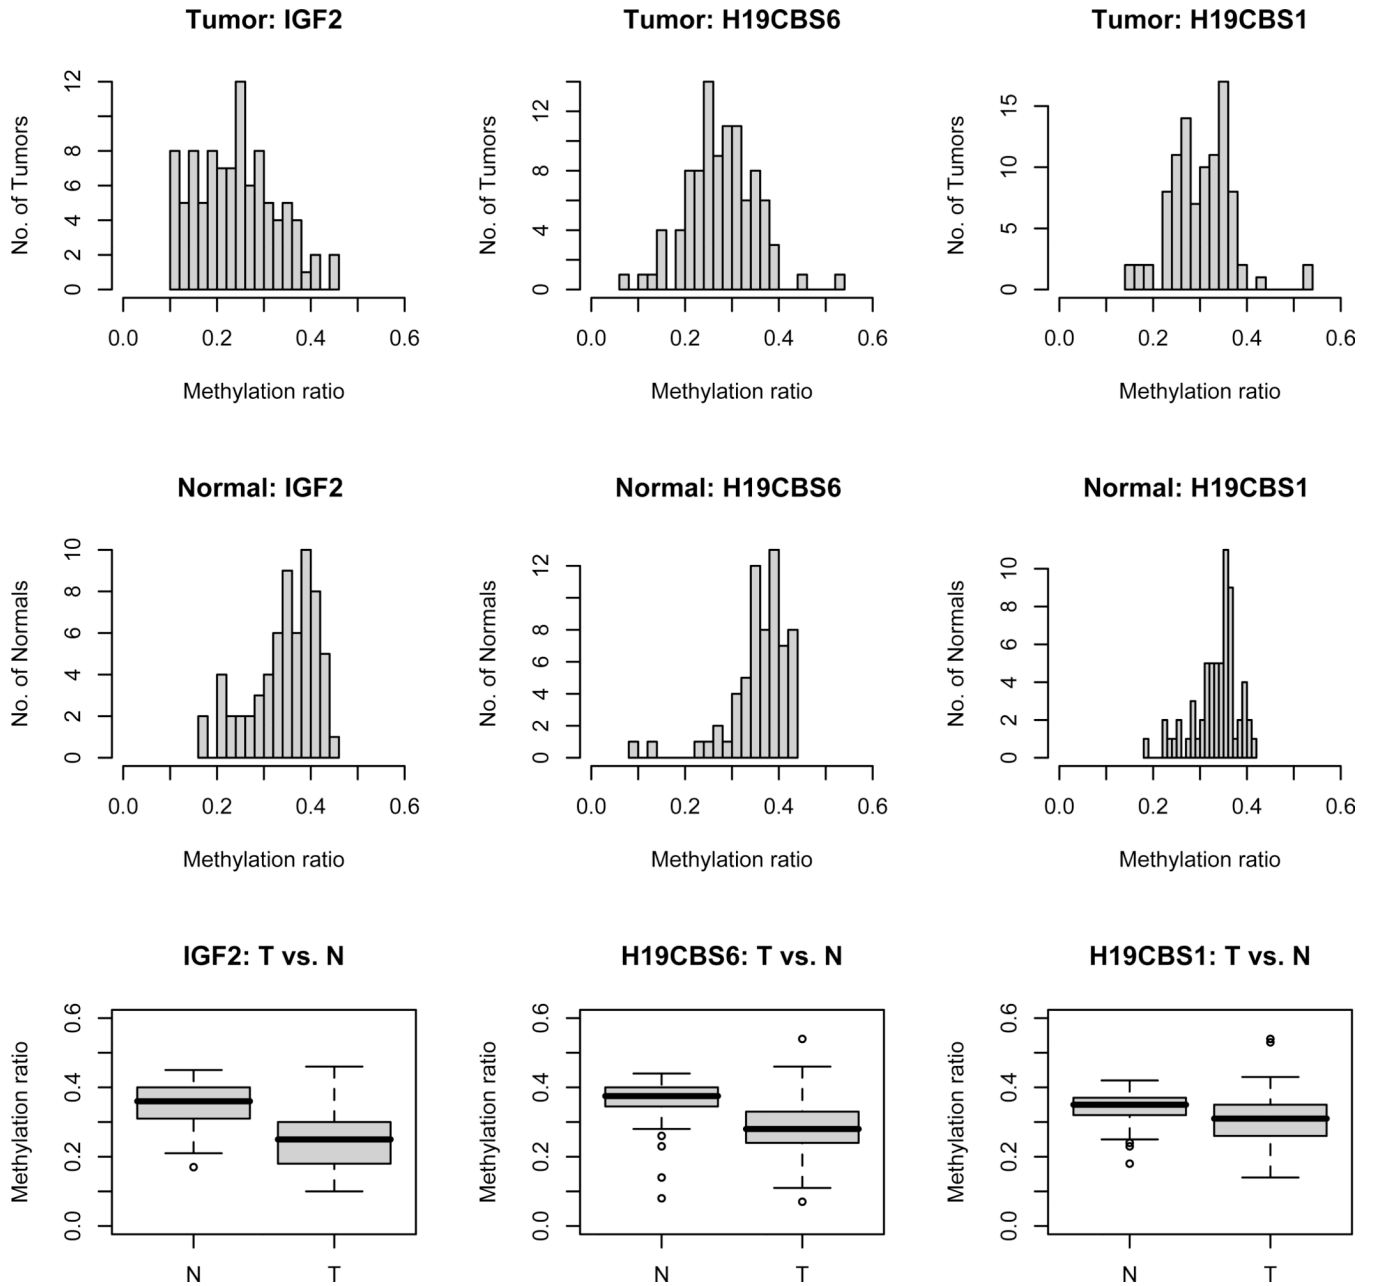 Tumor: IGF2
No. of Tumors
0 2 4 6 8 12
0.0 0.2 0.4 0.6
Methylation ratio
Tumor: H19CBS6
No. of Tumors
0 4 8 12
0.0 0.2 0.4 0.6
Methylation ratio
Tumor: H19CBS1
No. of Tumors
0 5 10 15
0.0 0.2 0.4 0.6
Methylation ratio
Normal: IGF2
No. of Normals
0 2 4 6 8 10
0.0 0.2 0.4 0.6
Methylation ratio
Normal: H19CBS6
No. of Normals
0 2 4 6 8 12
0.0 0.2 0.4 0.6
Methylation ratio
Normal: H19CBS1
No. of Normals
0 2 4 6 8 10
0.0 0.2 0.4 0.6
Methylation ratio
IGF2: T vs. N
Methylation ratio
0.0 0.2 0.4 0.6
N T
H19CBS6: T vs. N
Methylation ratio
0.0 0.2 0.4 0.6
N T
H19CBS1: T vs. N
Methylation ratio
0.0 0.2 0.4 0.6
N T